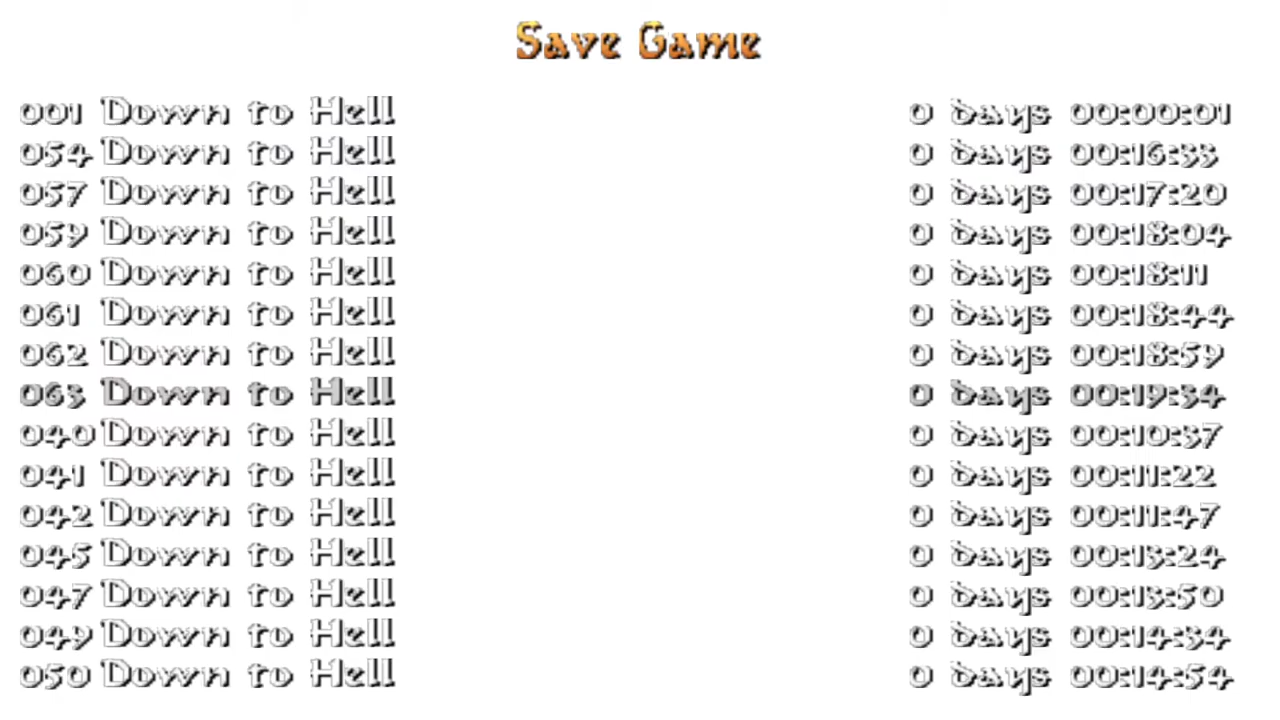 Save Game
001 Down to Hell 0 days 00:00:01
054 Down to Hell 0 days 00:16:33
057 Down to Hell 0 days 00:17:20
059 Down to Hell 0 days 00:18:04
060 Down to Hell 0 days 00:18:11
061 Down to Hell 0 days 00:18:44
062 Down to Hell 0 days 00:18:59
063 Down to Hell 0 days 00:19:34
040 Down to Hell 0 days 00:10:37
041 Down to Hell 0 days 00:11:22
042 Down to Hell 0 days 00:11:47
045 Down to Hell 0 days 00:13:24
047 Down to Hell 0 days 00:13:50
049 Down to Hell 0 days 00:14:34
050 Down to Hell 0 days 00:14:54